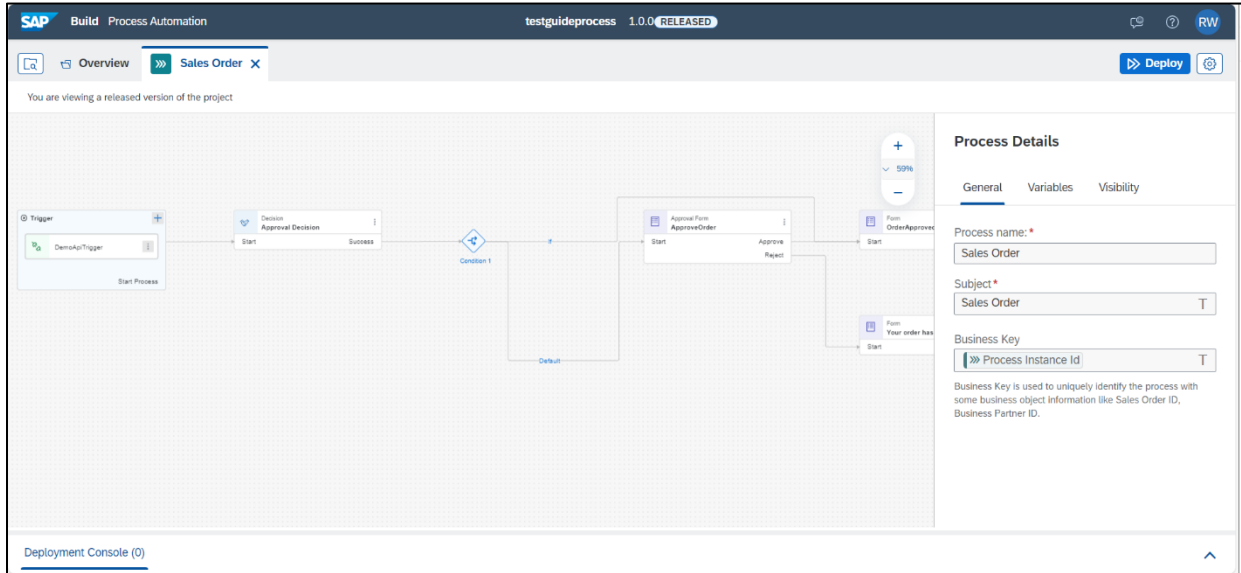 SAP Build Process Automation testguideprocess 1.0.0 RELEASED RW
Overview Sales Order Deploy
You are viewing a released version of the project
Trigger
DemoApiTrigger
Start Process
Decision
Approval Decision
Start Success
Condition 1
If
Default
Approval Form
ApproveOrder
Start Approve
Reject
Form
OrderApproved
Start
Form
Your order has
Start
59%
Process Details
General Variables Visibility
Process name: *
Sales Order
Subject *
Sales Order T
Business Key
Process Instance Id T
Business Key is used to uniquely identify the process with
some business object information like Sales Order ID,
Business Partner ID.
Deployment Console (0)